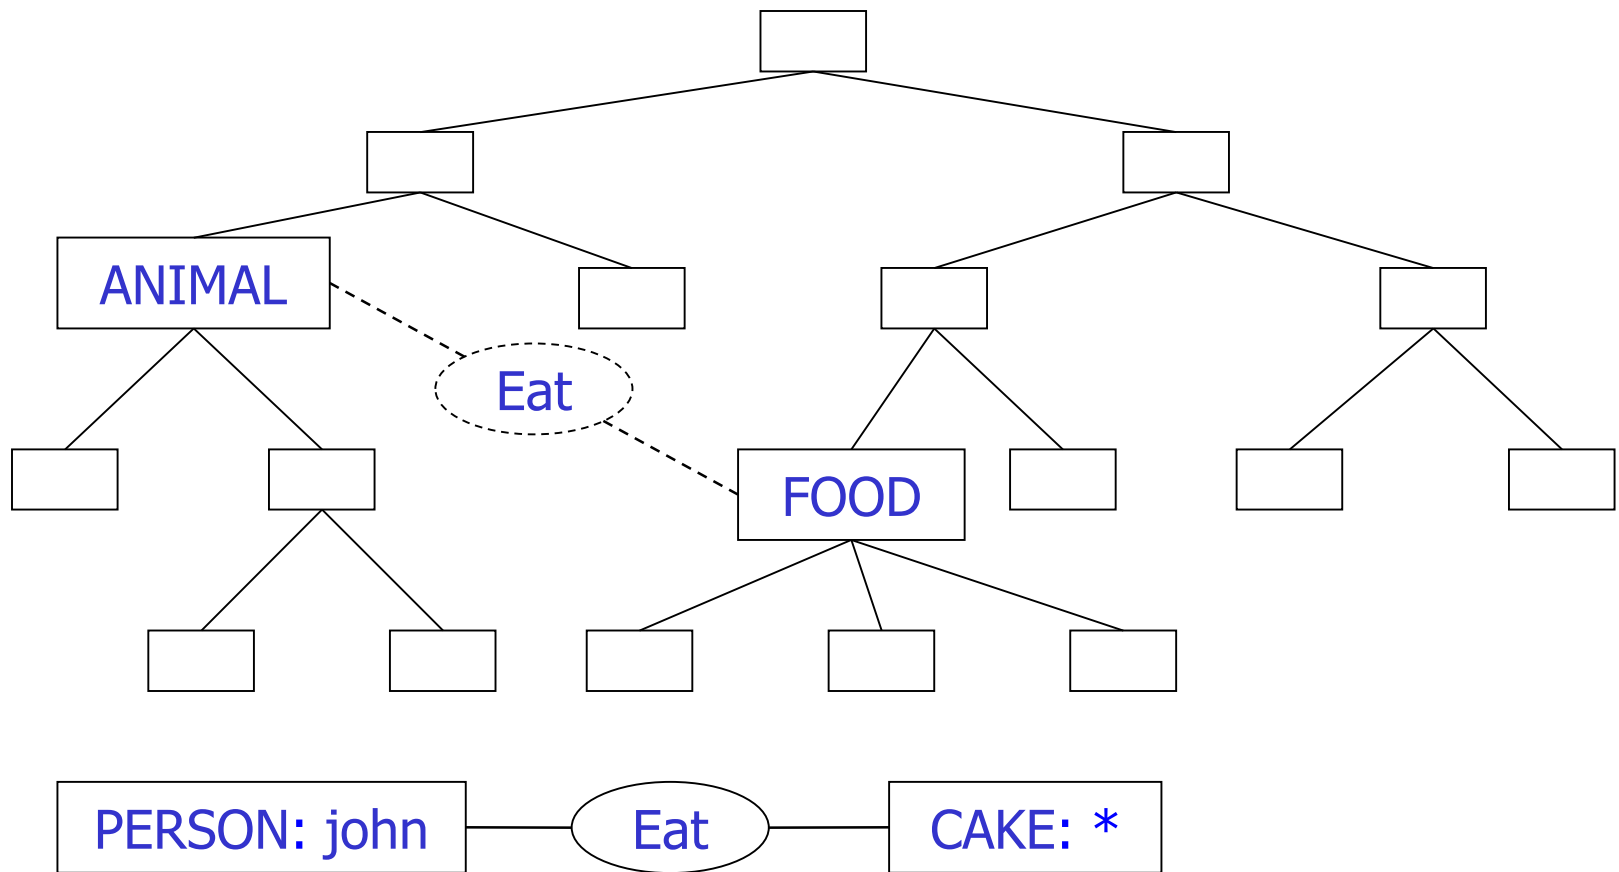 ANIMAL
Eat
FOOD
PERSON: john
Eat
CAKE: *